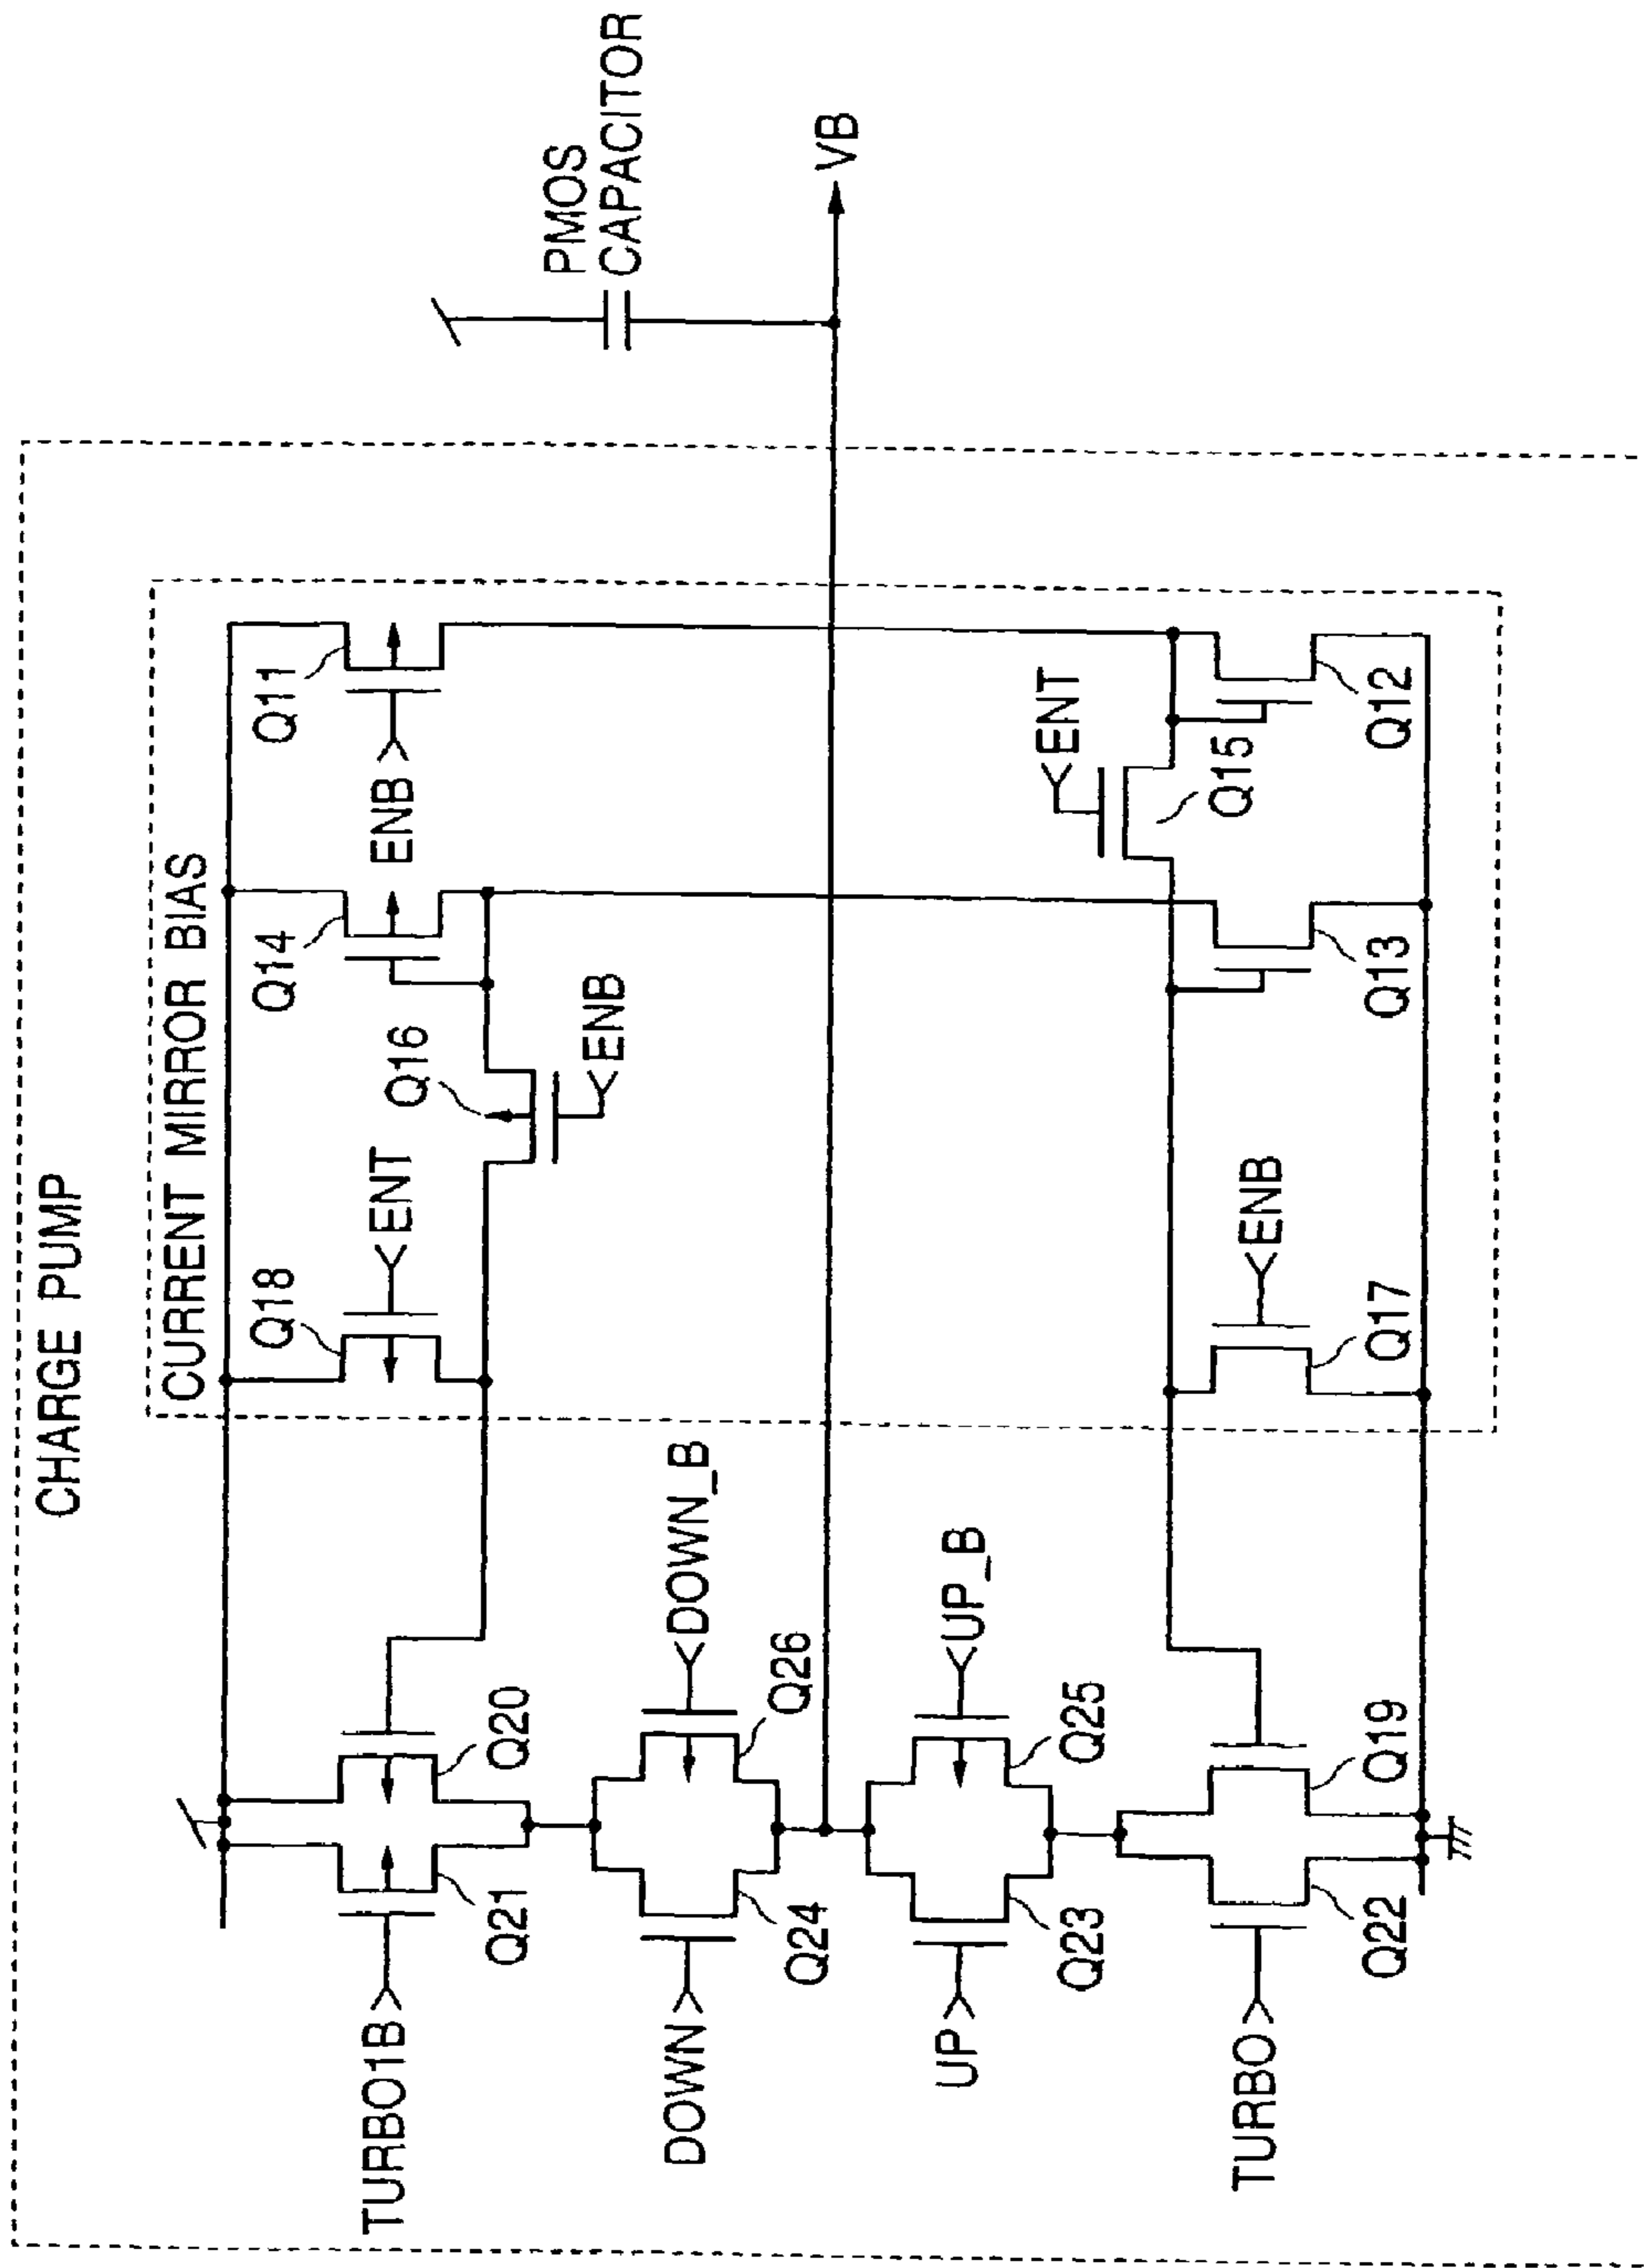 CHARGE PUMP
CURRENT MIRROR BIAS
TURBO1B
Q21
Q20
Q18
ENT
Q16
ENB
Q14
ENB
Q11
DOWN
Q24
DOWN_B
Q26
PMOS
CAPACITOR
VB
UP
Q23
UP_B
Q25
TURBO
Q22
Q19
ENB
Q17
Q13
ENT
Q15
Q12